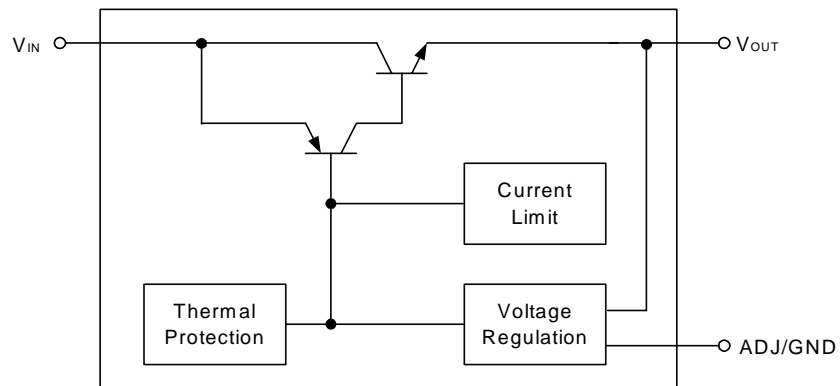 VIN
VOUT
Current
Limit
Thermal
Protection
Voltage
Regulation
ADJ/GND